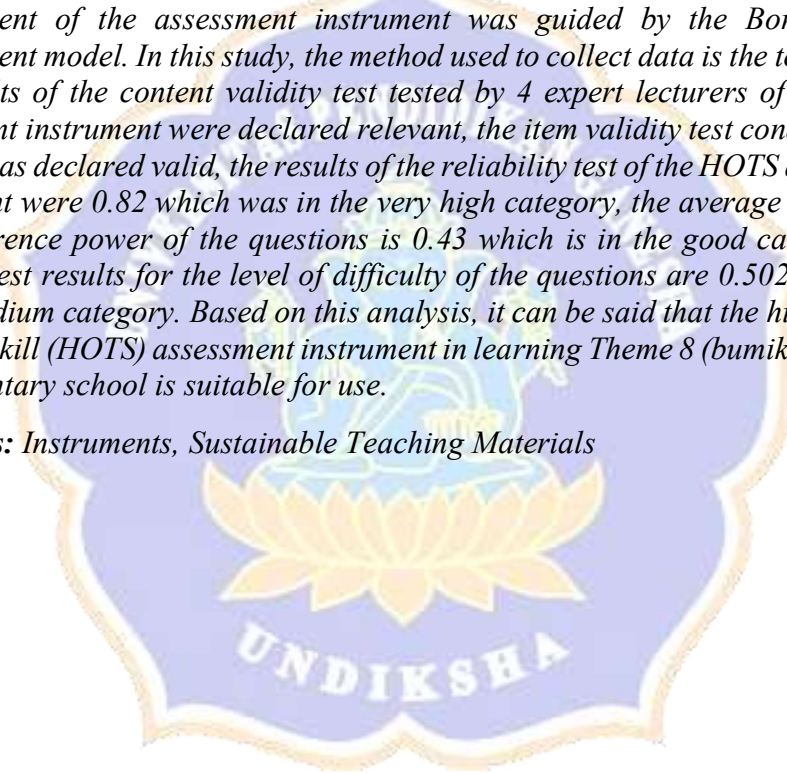 ent of the assessment instrument was guided by the Bor
ent model. In this study, the method used to collect data is the te
ts of the content validity test tested by 4 expert lecturers of
nt instrument were declared relevant, the item validity test con
as declared valid, the results of the reliability test of the HOTS
nt were 0.82 which was in the very high category, the average
rence power of the questions is 0.43 which is in the good ca
est results for the level of difficulty of the questions are 0.502
dium category. Based on this analysis, it can be said that the hi
kill (HOTS) assessment instrument in learning Theme 8 (bumik
ntary school is suitable for use.
s: Instruments, Sustainable Teaching Materials
UNIVERSITAS PENDIDIKAN GANESHA
UNDIKSHA